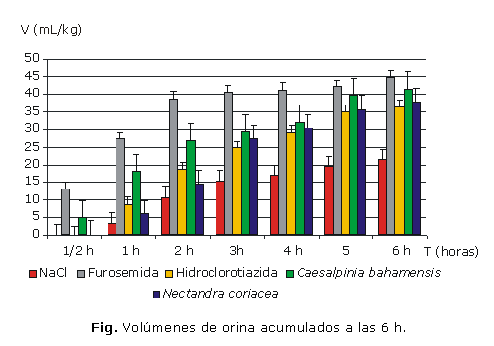 V (mL/kg)
50
45
40
35
30
25
20
15
10
5
0
1/2 h 1 h 2 h 3h 4 h 5 6 h T (horas)
NaCl Furosemida Hidroclorotiazida Caesalpinia bahamensis
Nectandra coriacea
Fig. Volúmenes de orina acumulados a las 6 h.